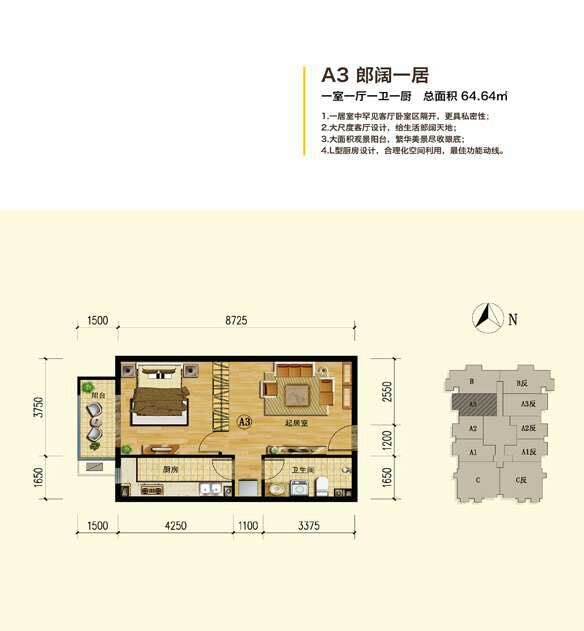 A3 郎阔一居
一室一厅一卫一厨 总面积 64.64㎡
1.一居室中罕见客厅卧室区隔开，更具私密性；
2.大尺度客厅设计，给生活郎阔天地；
3.大面积观景阳台，繁华美景尽收眼底；
4.L型厨房设计，合理化空间利用，最佳功能动线。
1500 8725
N
3750
1650
阳台
A3
起居室
厨房
卫生间
2550
1200
1650
1500 4250 1100 3375
B B反
A3 A3反
A2 A2反
A1 A1反
C C反